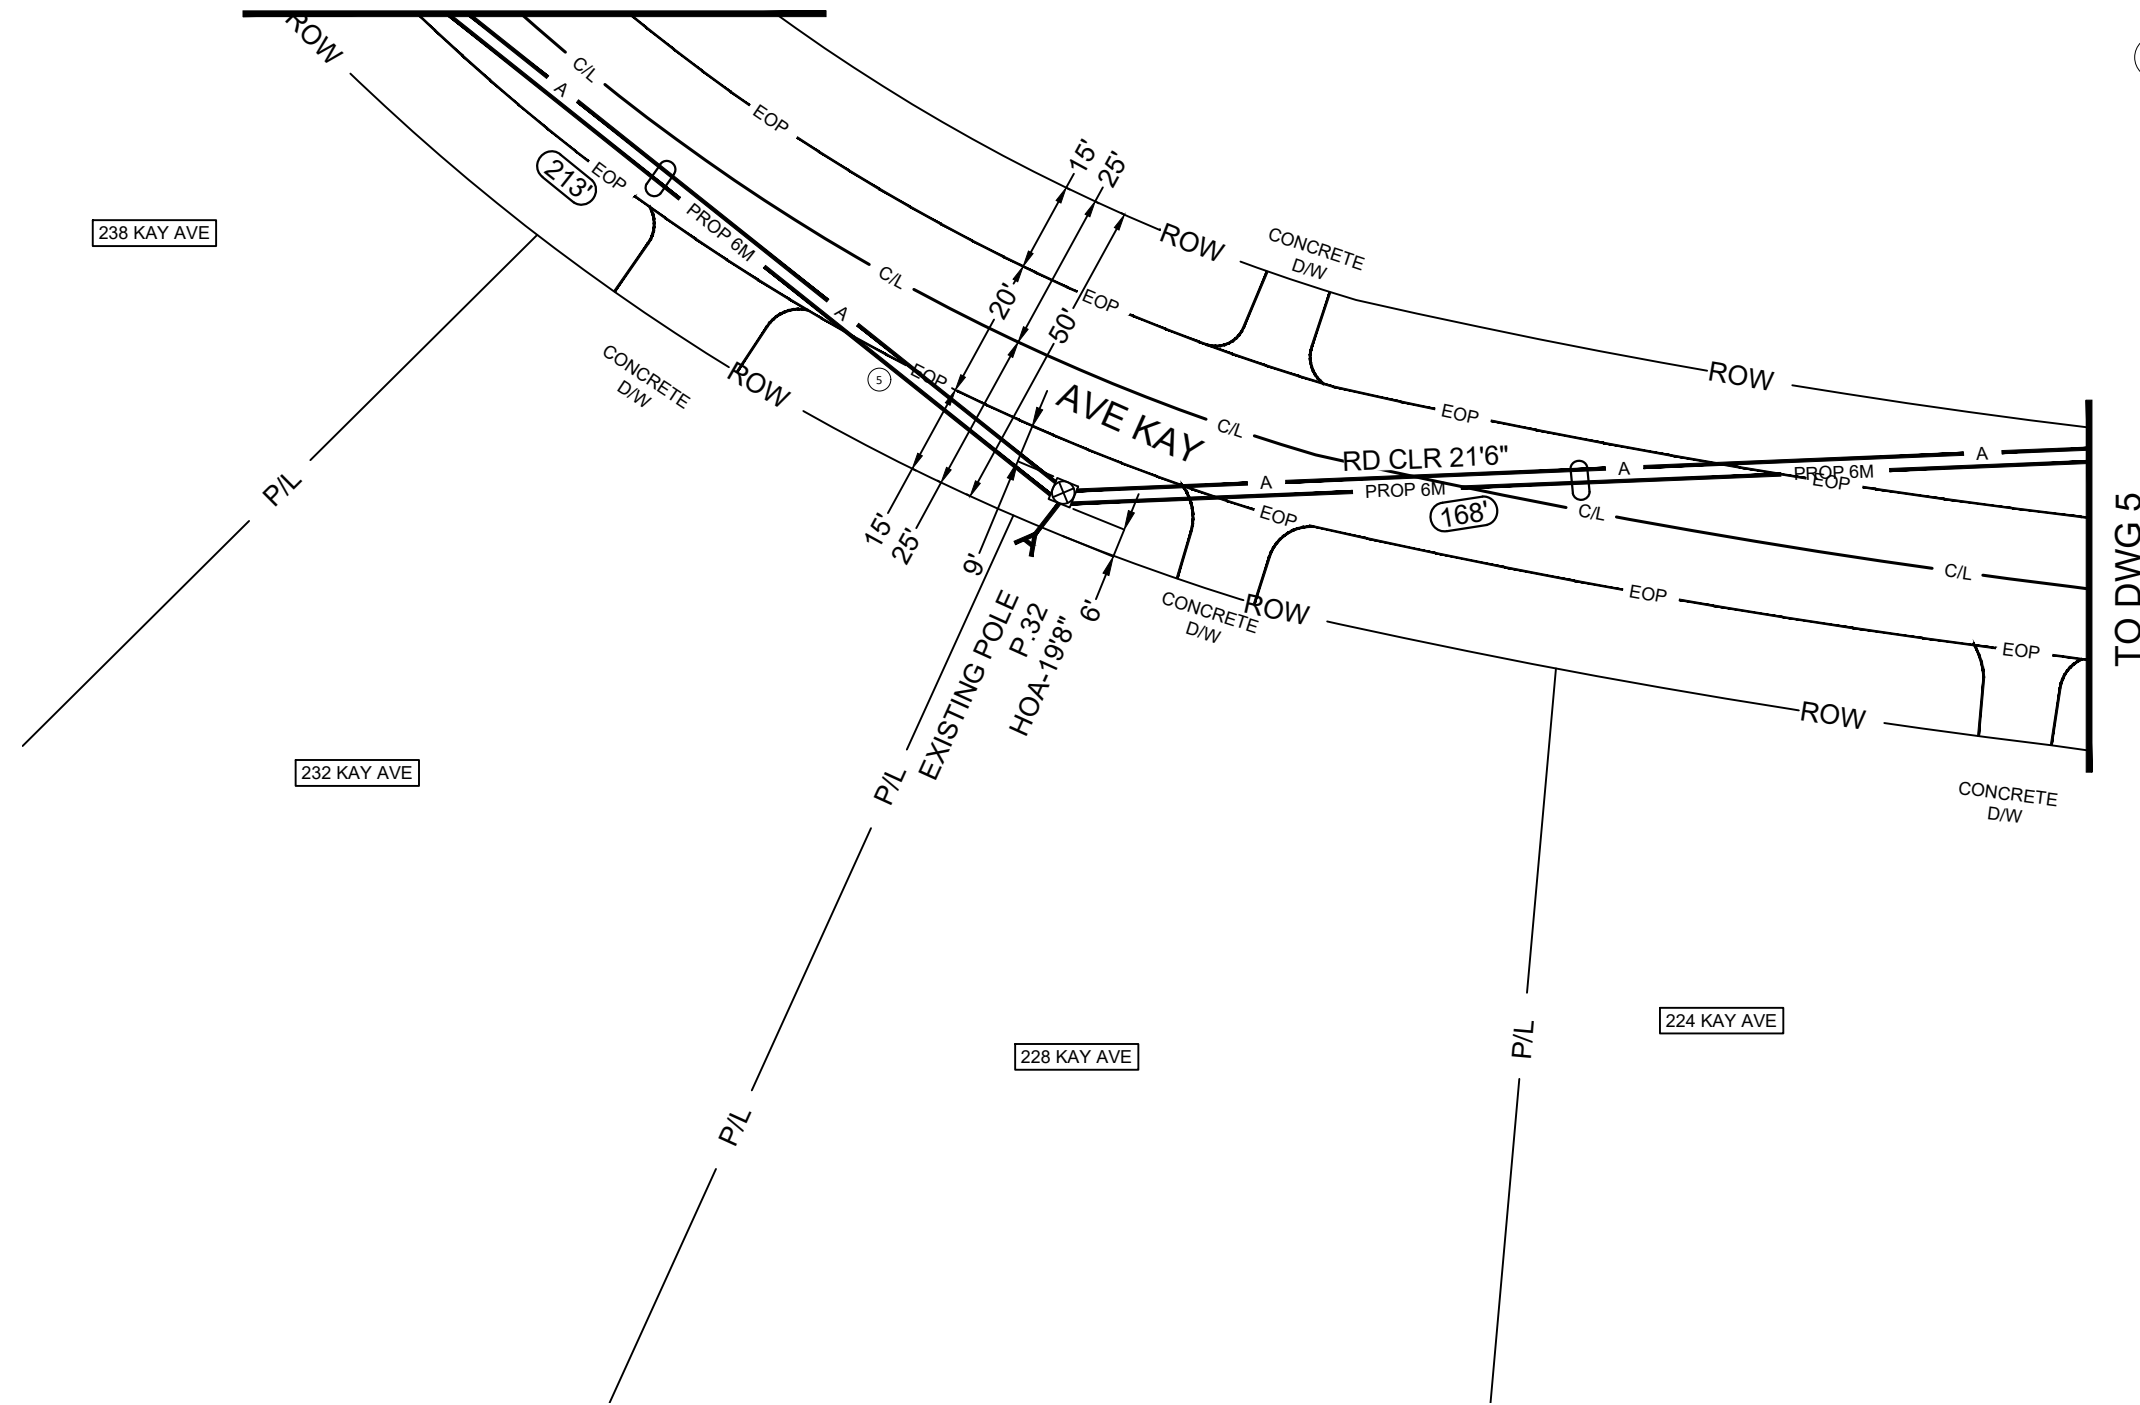 ROW
C/L
A
EOP
EOP
213'
PROP 6M
15'
25'
238 KAY AVE
ROW
CONCRETE
D/W
C/L
20'
EOP
50'
A
CONCRETE
D/W
ROW
5
EOP
AVE KAY
ROW
EOP
C/L
RD CLR 21'6"
A
A
A
PROP 6M
PROP 6M
EOP
168'
C/L
EOP
P/L
15'
25'
9'
6'
EXISTING POLE
P.32
HOA-19'8"
CONCRETE
D/W
ROW
C/L
EOP
EOP
TO DWG 5
ROW
P/L
232 KAY AVE
CONCRETE
D/W
224 KAY AVE
P/L
228 KAY AVE
P/L